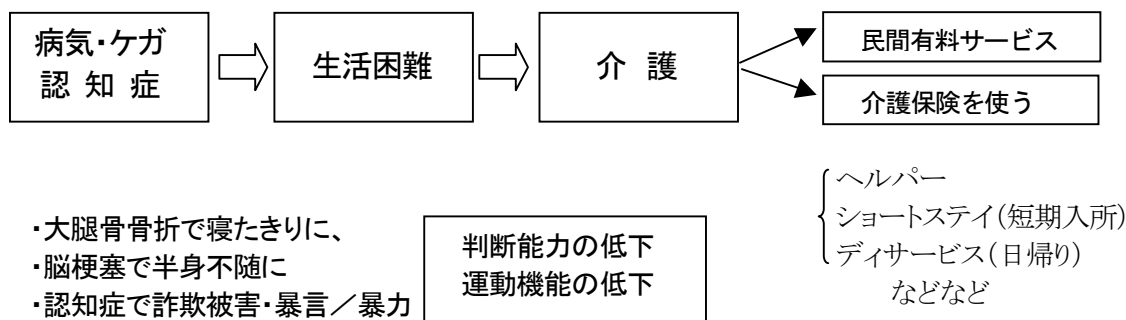 病気・ケガ
認 知 症
生活困難
介 護
民間有料サービス
介護保険を使う
・大腿骨骨折で寝たきりに、
・脳梗塞で半身不随に
・認知症で詐欺被害・暴言／暴力
判断能力の低下
運動機能の低下
ヘルパー
ショートステイ(短期入所)
ディサービス(日帰り)
などなど